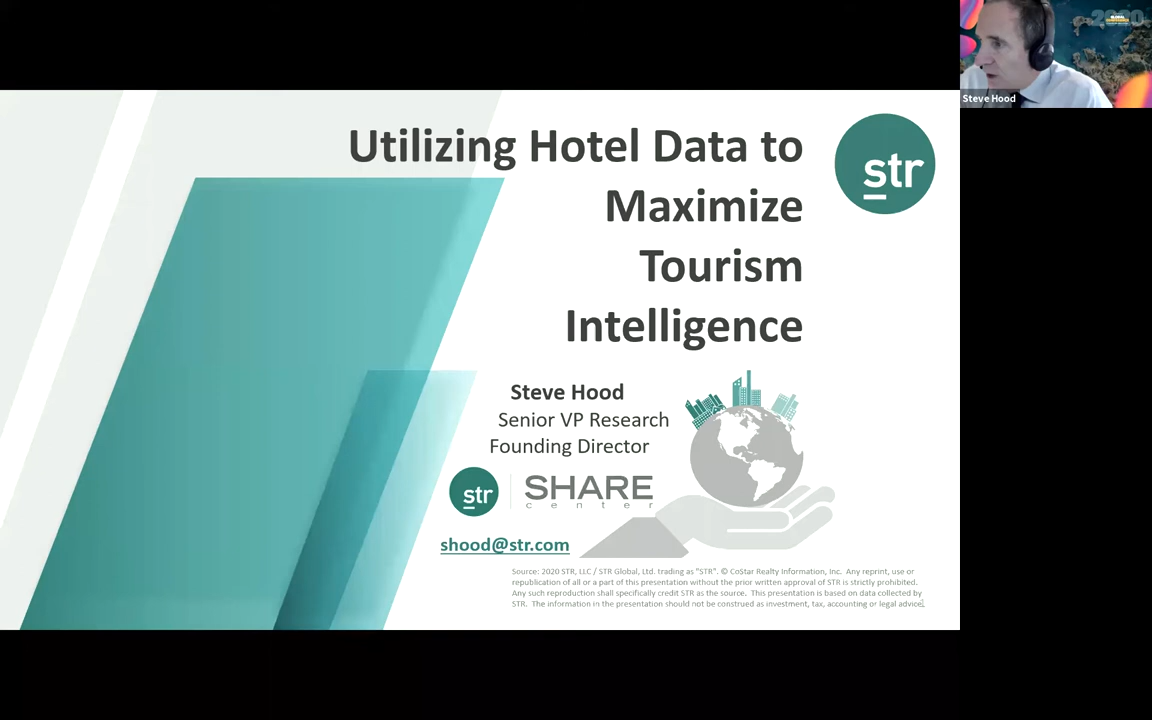 2020
GLOBAL
Steve Hood
Utilizing Hotel Data to
Maximize
Tourism
Intelligence
str
Steve Hood
Senior VP Research
Founding Director
str
SHARE
center
shood@str.com
Source: 2020 STR, LLC / STR Global, Ltd. trading as "STR". © CoStar Realty Information, Inc. Any reprint, use or
republication of all or a part of this presentation without the prior written approval of STR is strictly prohibited.
Any such reproduction shall specifically credit STR as the source. This presentation is based on data collected by
STR. The information in the presentation should not be construed as investment, tax, accounting or legal advice.